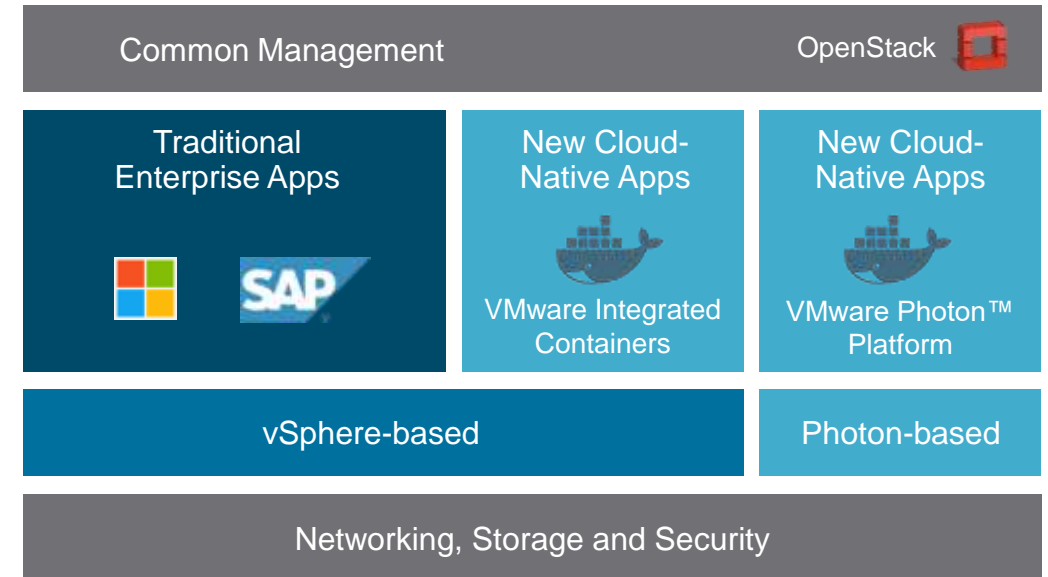 Common Management
OpenStack
Traditional
Enterprise Apps
SAP
New Cloud-
Native Apps
VMware Integrated
Containers
New Cloud-
Native Apps
VMware Photon™
Platform
vSphere-based
Photon-based
Networking, Storage and Security